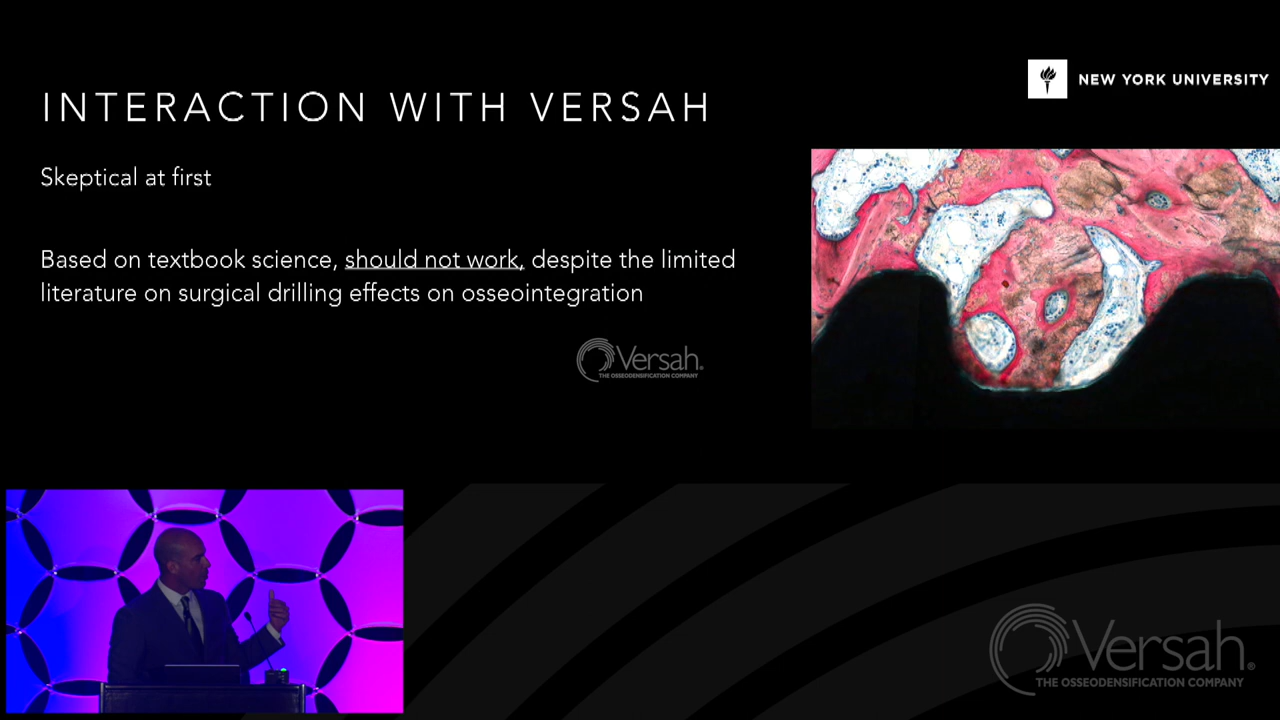 NEW YORK UNIVERSITY
INTERACTION WITH VERSAH
Skeptical at first
Based on textbook science, should not work, despite the limited
literature on surgical drilling effects on osseointegration
Versah®
THE OSSEODENSIFICATION COMPANY
Versah®
THE OSSEODENSIFICATION COMPANY